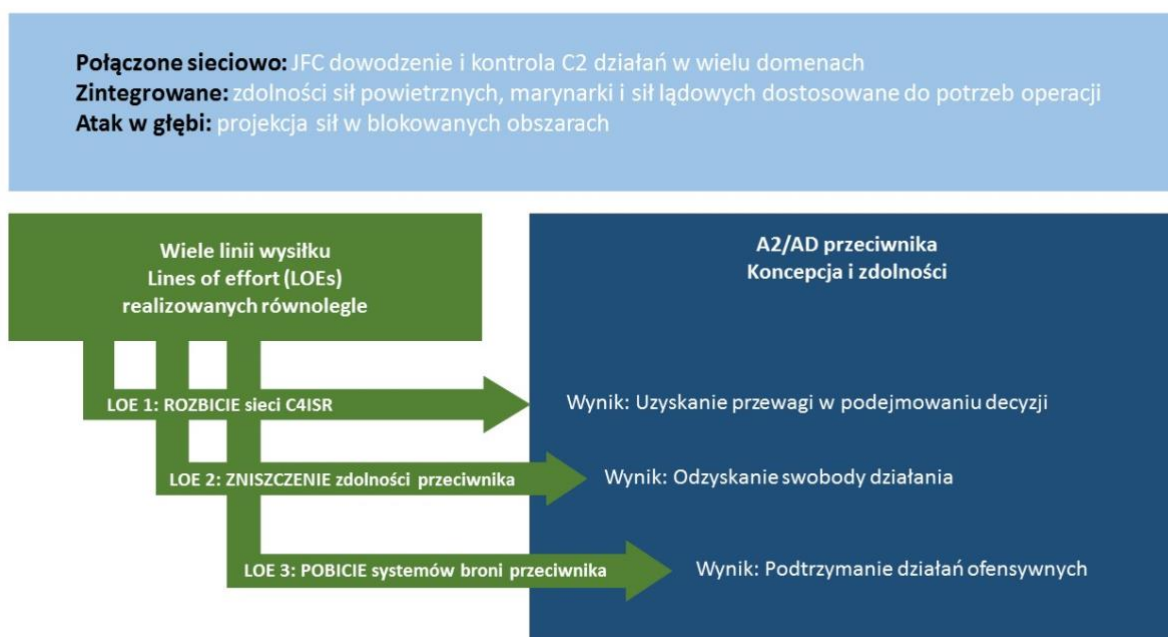 Połączone sieciowo: JFC dowodzenie i kontrola C2 działań w wielu domenach
Zintegrowane: zdolności sił powietrznych, marynarki i sił lądowych dostosowane do potrzeb operacji
Atak w głębi: projekcja sił w blokowanych obszarach
Wiele linii wysiłku
Lines of effort (LOEs)
realizowanych równolegle
A2/AD przeciwnika
Koncepcja i zdolności
LOE 1: ROZBICIE sieci C4ISR
Wynik: Uzyskanie przewagi w podejmowaniu decyzji
LOE 2: ZNISZCZENIE zdolności przeciwnika
Wynik: Odzyskanie swobody działania
LOE 3: POBICIE systemów broni przeciwnika
Wynik: Podtrzymanie działań ofensywnych